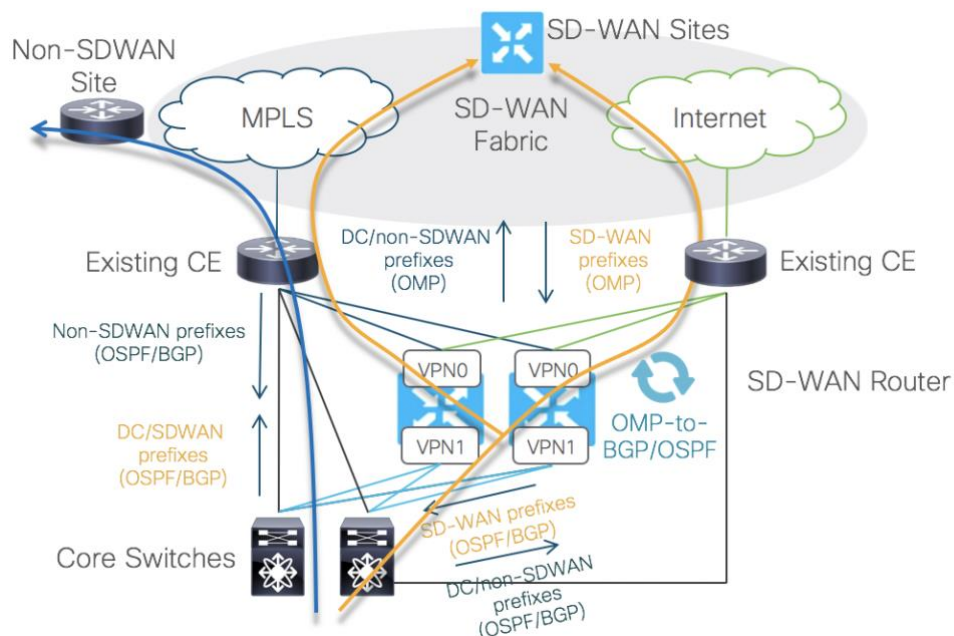 Non-SDWAN
Site
SD-WAN Sites
MPLS
SD-WAN
Fabric
Internet
Existing CE
DC/non-SDWAN
prefixes
(OMP)
SD-WAN
prefixes
(OMP)
Existing CE
Non-SDWAN prefixes
(OSPF/BGP)
VPN0
VPN0
SD-WAN Router
OMP-to-
BGP/OSPF
DC/SDWAN
prefixes
(OSPF/BGP)
VPN1
VPN1
Core Switches
SD-WAN prefixes
(OSPF/BGP)
DC/non-SDWAN
prefixes
(OSPF/BGP)